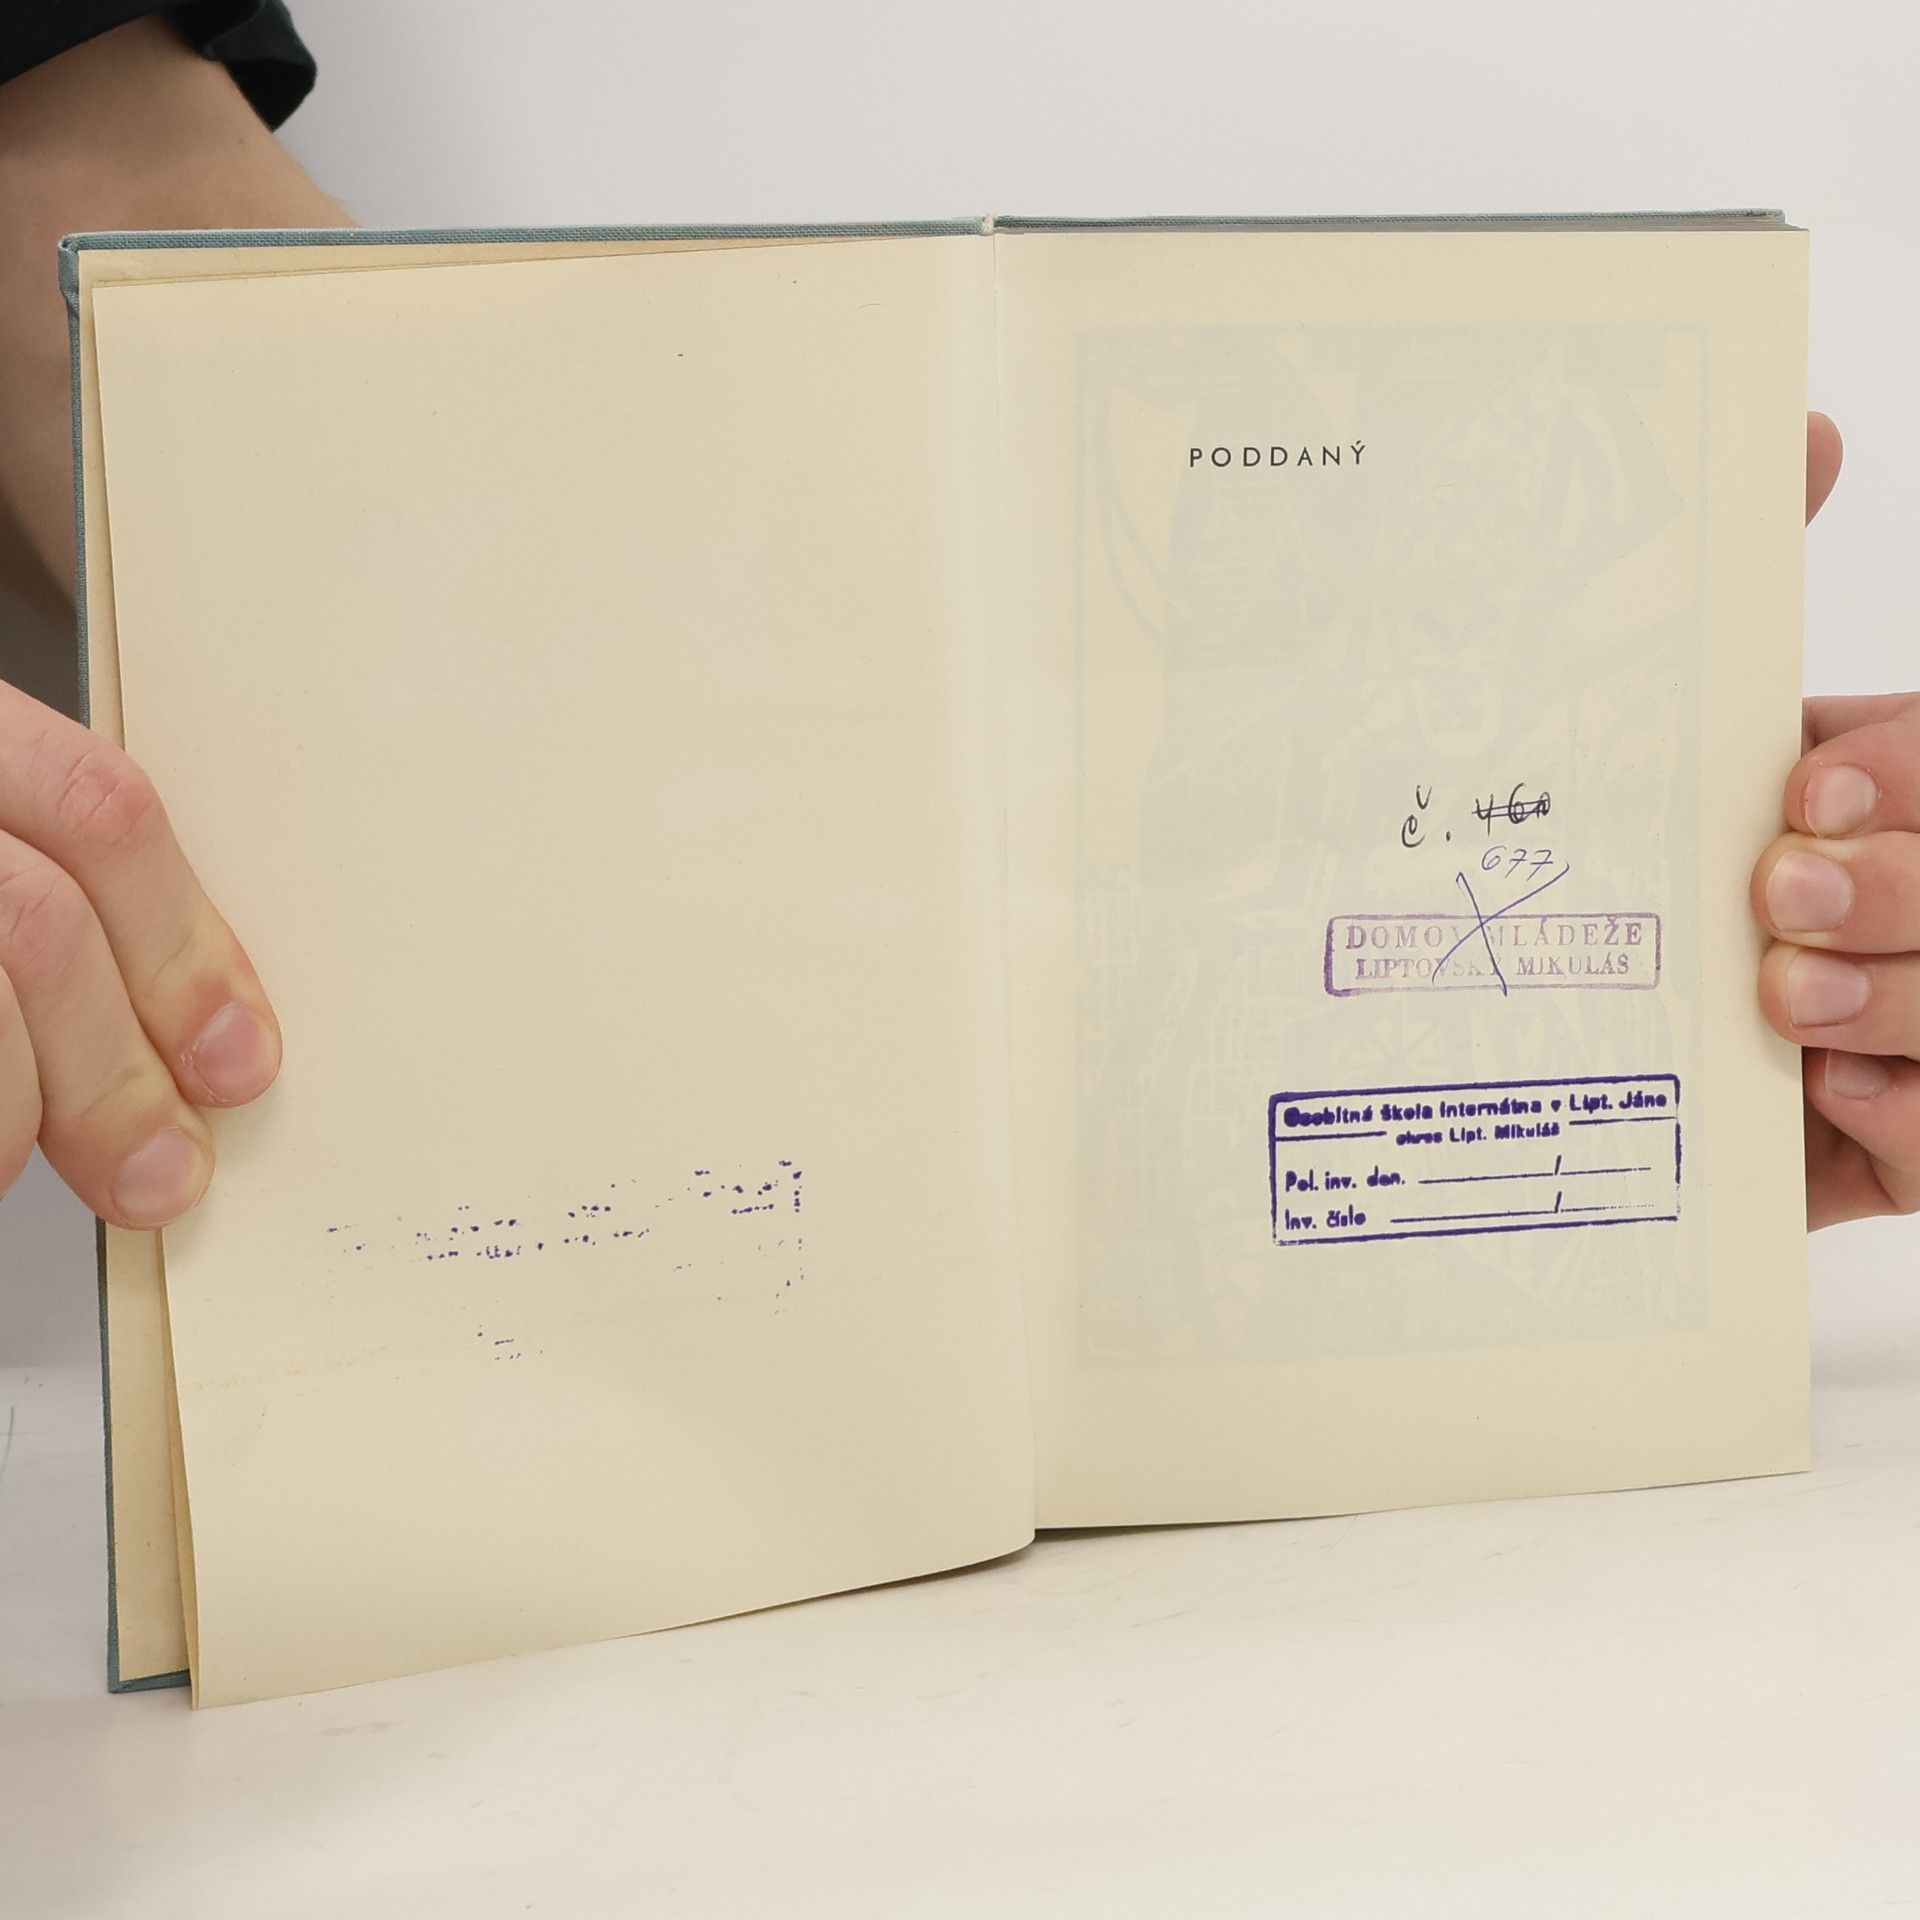 PODDANÝ
č. 460
677
DOMOV MLÁDEŽE
LIPTOVSKÝ MIKULÁŠ
Osobitná škola internátna v Lipt. Jáne
okres Lipt. Mikuláš
Pol. inv. den. /
Inv. číslo /